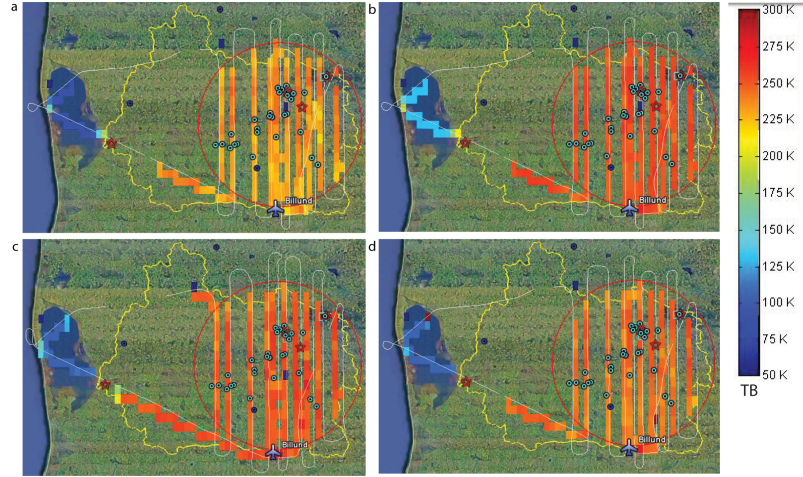 a
b
300 K
275 K
250 K
225 K
200 K
175 K
150 K
125 K
100 K
75 K
50 K
TB
Billund
Billund
c
d
Billund
Billund